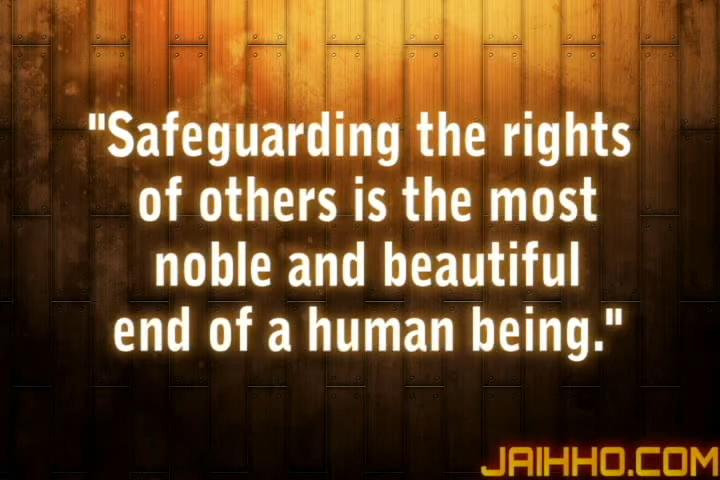 "Safeguarding the rights
of others is the most
noble and beautiful
end of a human being."
JAIHHO.COM